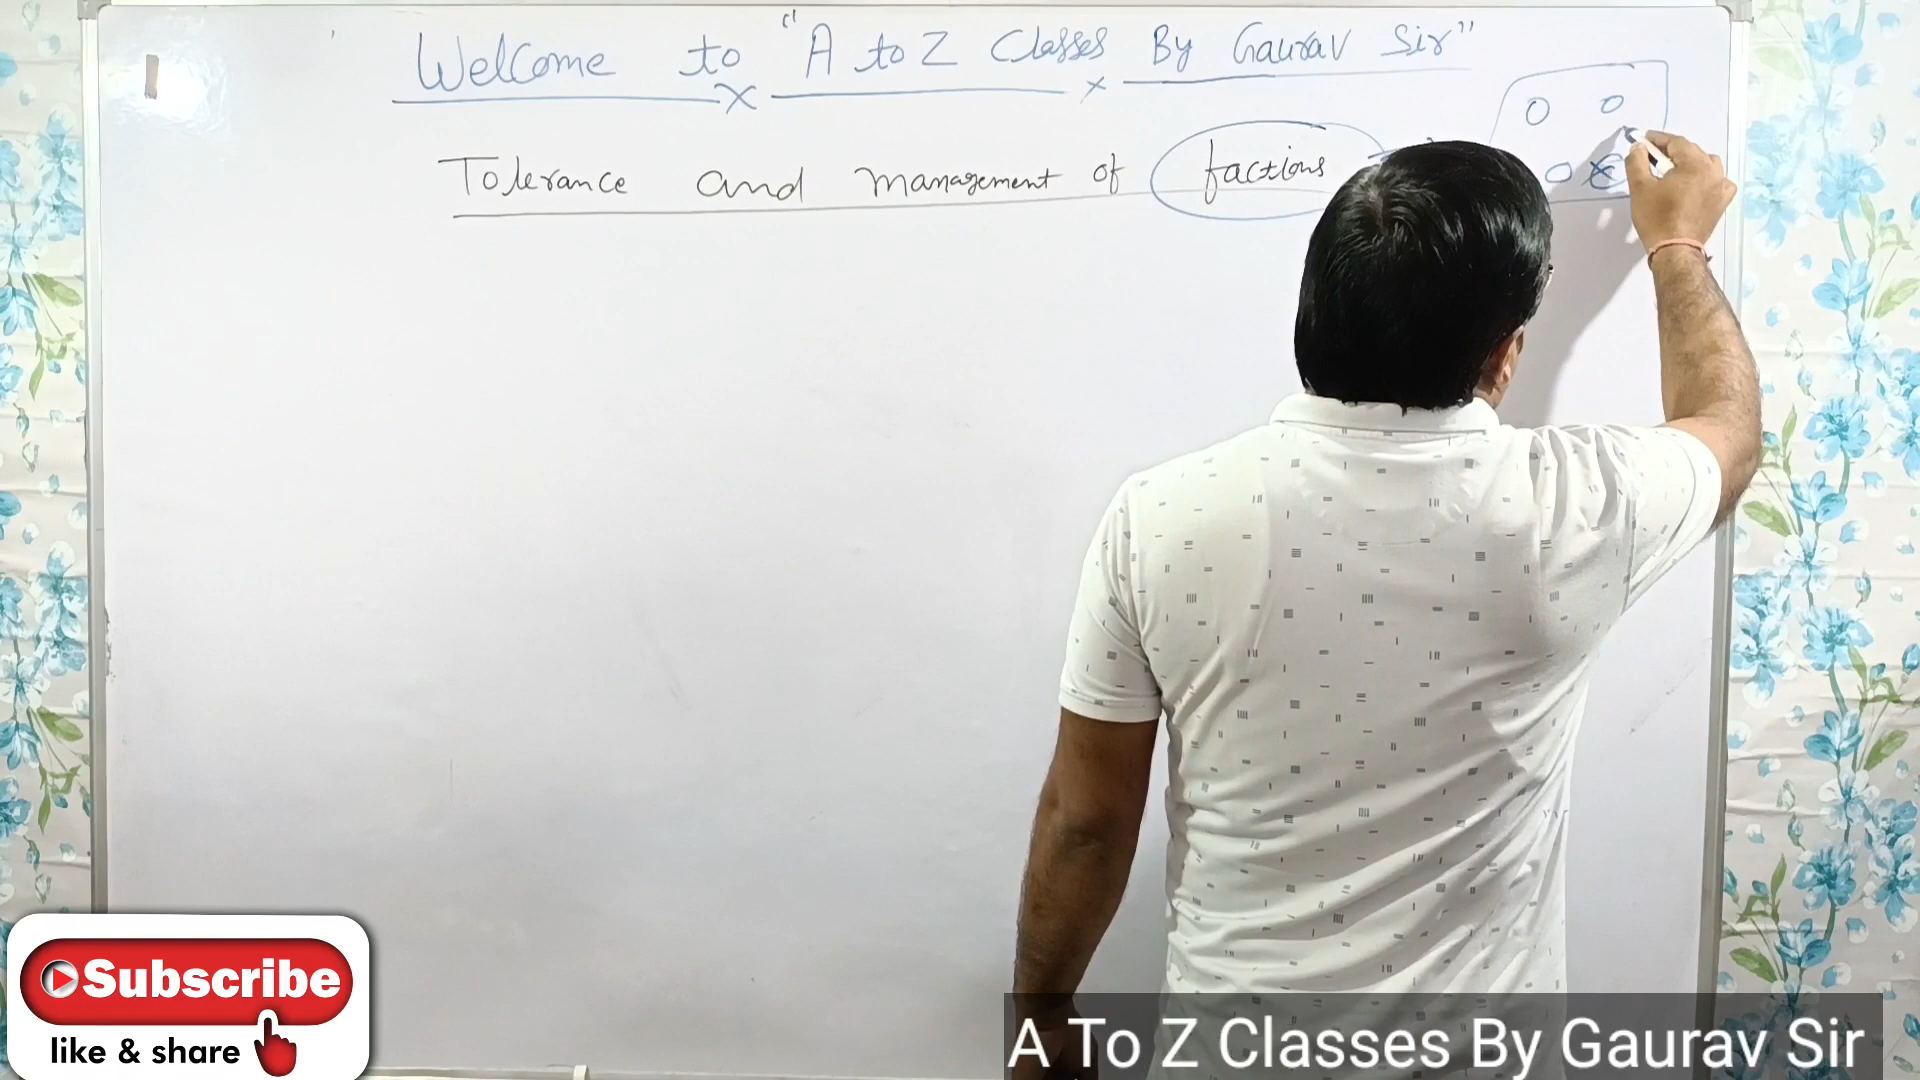 Welcome to "A to Z Classes By Gaurav Sir"
Tolerance and management of factions
Subscribe
like & share
A To Z Classes By Gaurav Sir